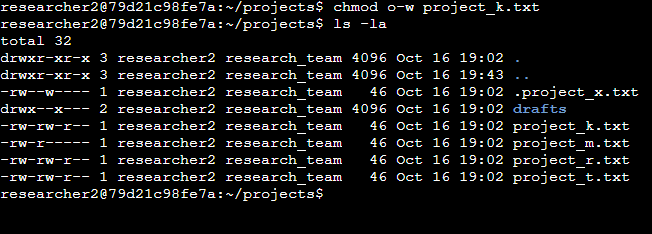 researcher2@79d21c98fe7a:~/projects$ chmod o-w project_k.txt
researcher2@79d21c98fe7a:~/projects$ ls -la
total 32
drwxr-xr-x 3 researcher2 research_team 4096 Oct 16 19:02 .
drwxr-xr-x 3 researcher2 research_team 4096 Oct 16 19:43 ..
-rw--w---- 1 researcher2 research_team   46 Oct 16 19:02 .project_x.txt
drwx--x--- 2 researcher2 research_team 4096 Oct 16 19:02 drafts
-rw-rw-r-- 1 researcher2 research_team   46 Oct 16 19:02 project_k.txt
-rw-r----- 1 researcher2 research_team   46 Oct 16 19:02 project_m.txt
-rw-rw-r-- 1 researcher2 research_team   46 Oct 16 19:02 project_r.txt
-rw-rw-r-- 1 researcher2 research_team   46 Oct 16 19:02 project_t.txt
researcher2@79d21c98fe7a:~/projects$